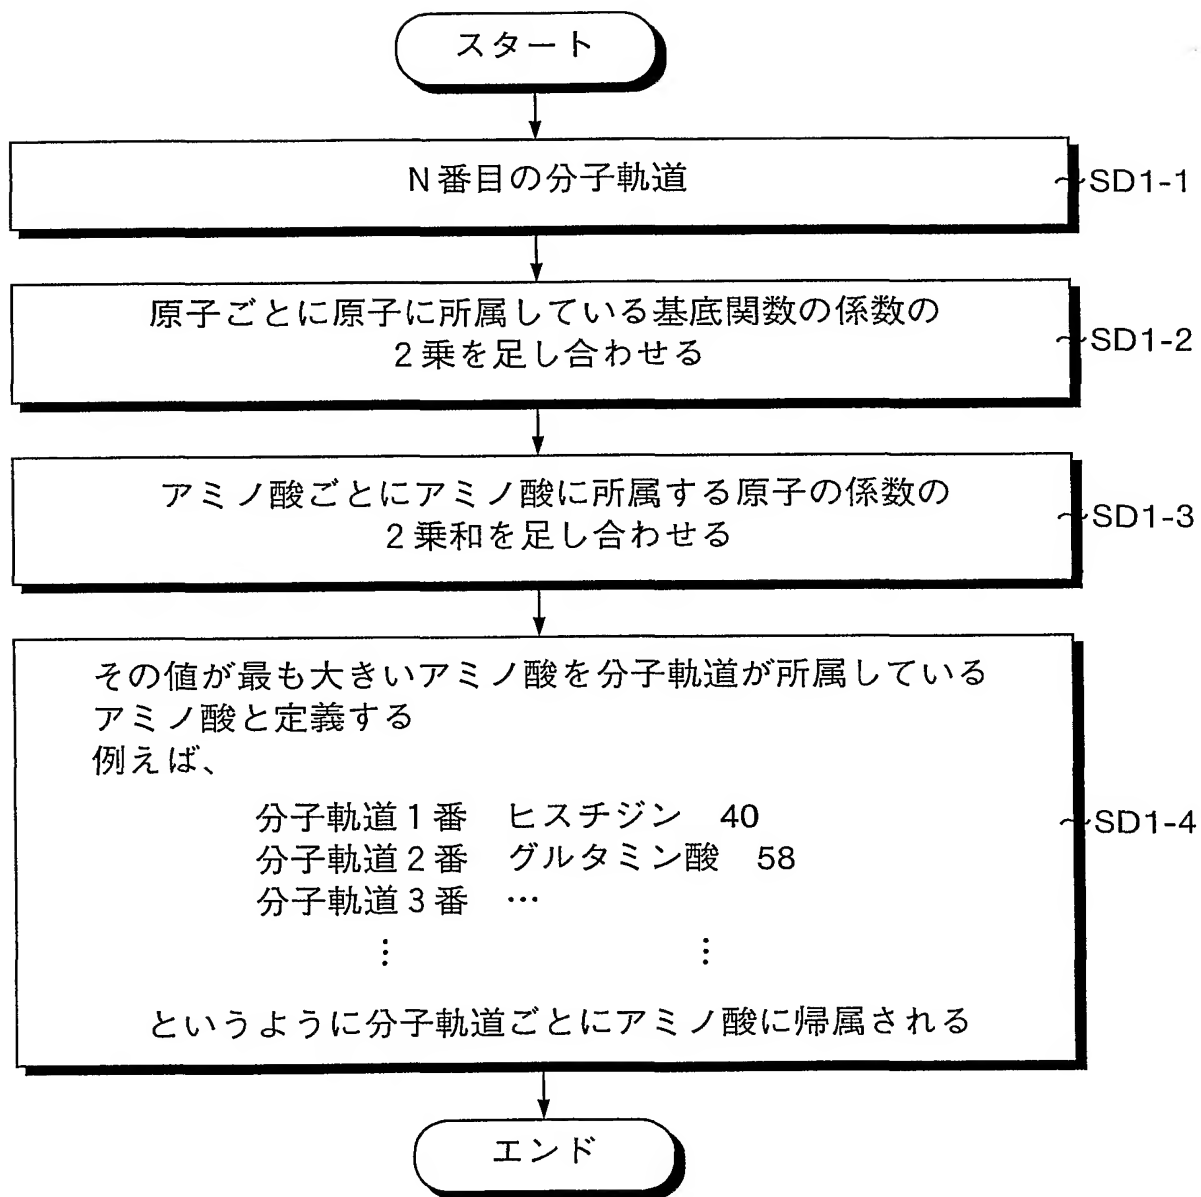 スタート
N番目の分子軌道
SD1-1
原子ごとに原子に所属している基底関数の係数の
2乗を足し合わせる
SD1-2
アミノ酸ごとにアミノ酸に所属する原子の係数の
2乗和を足し合わせる
SD1-3
その値が最も大きいアミノ酸を分子軌道が所属している
アミノ酸と定義する
例えば、
分子軌道1番 ヒスチジン 40
分子軌道2番 グルタミン酸 58
分子軌道3番 …
⋮ ⋮
というように分子軌道ごとにアミノ酸に帰属される
SD1-4
エンド